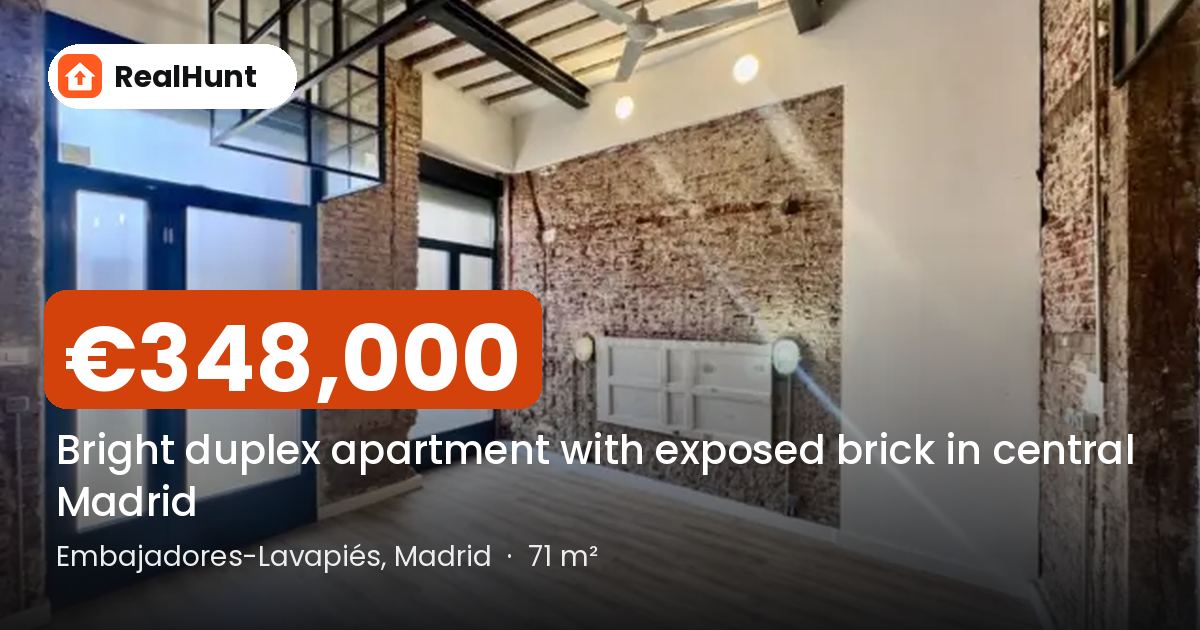 RealHunt
€348,000
Bright duplex apartment with exposed brick in central
Madrid
Embajadores-Lavapiés, Madrid · 71 m²